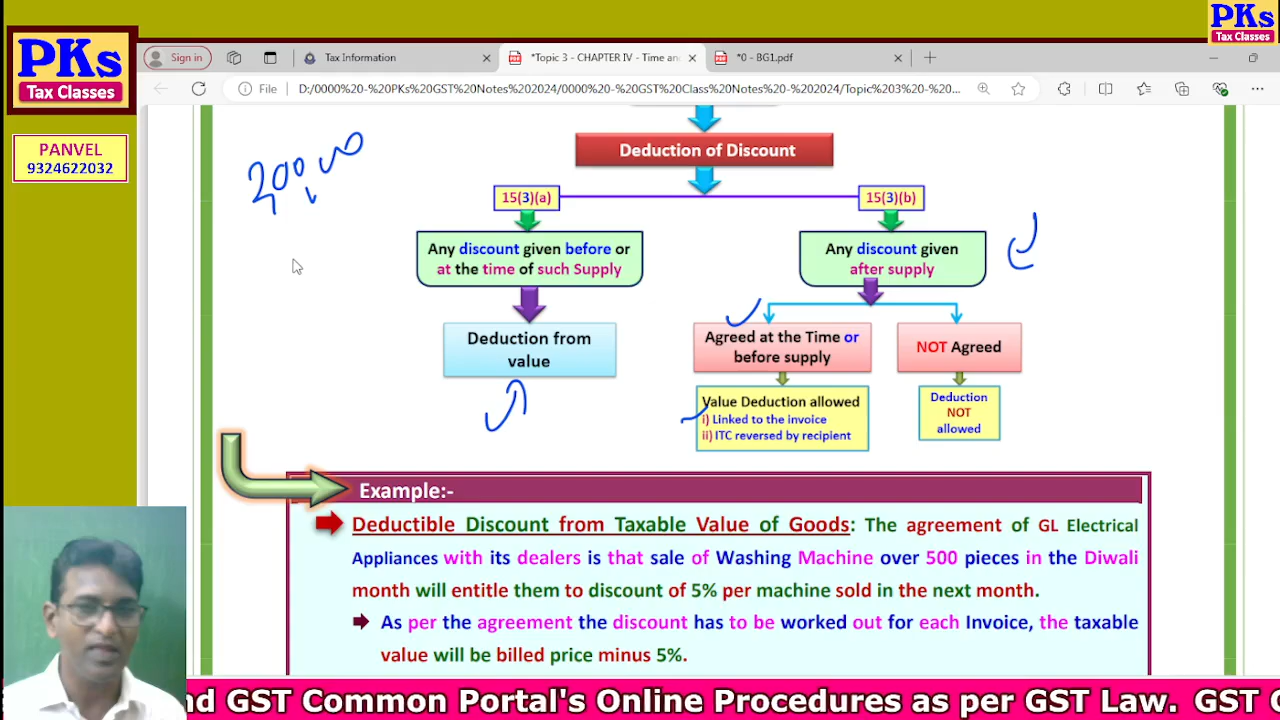 PKs
Tax Classes
PKs
Tax Classes
PANVEL
9324622032
Sign in
Tax Information
*Topic 3 - CHAPTER IV - Time an
*0 - BG1.pdf
File
D:/0000%20-%20PKs%20GST%20Notes%202024/0000%20-%20GST%20Class%20Notes%20-%202024/Topic%203%20-%20...
Deduction of Discount
15(3)(a)
15(3)(b)
Any discount given before or
at the time of such Supply
Any discount given
after supply
Deduction from
value
Agreed at the Time or
before supply
NOT Agreed
Value Deduction allowed
i) Linked to the invoice
ii) ITC reversed by recipient
Deduction
NOT
allowed
Example:-
Deductible Discount from Taxable Value of Goods: The agreement of GL Electrical
Appliances with its dealers is that sale of Washing Machine over 500 pieces in the Diwali
month will entitle them to discount of 5% per machine sold in the next month.
As per the agreement the discount has to be worked out for each Invoice, the taxable
value will be billed price minus 5%.
nd GST Common Portal's Online Procedures as per GST Law. GST